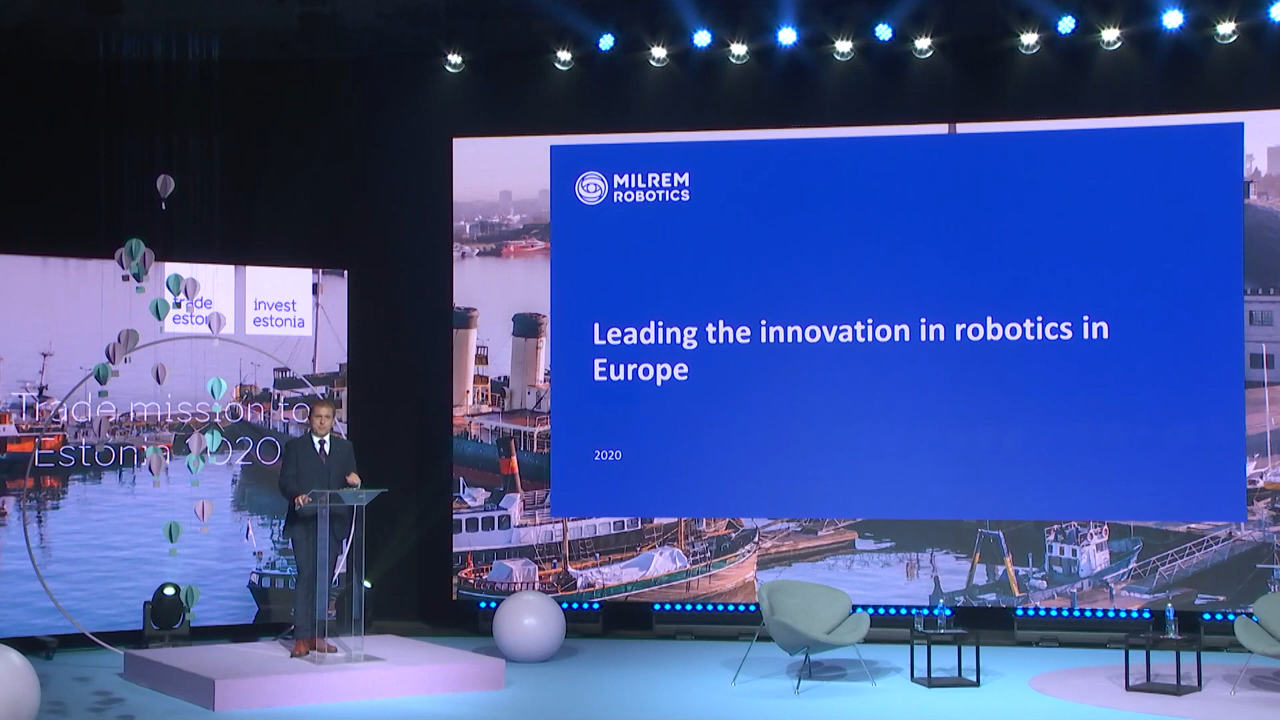 MILREM
ROBOTICS
Leading the innovation in robotics in
Europe
2020
trade
estonia
invest
estonia
Trade mission to
Estonia 2020